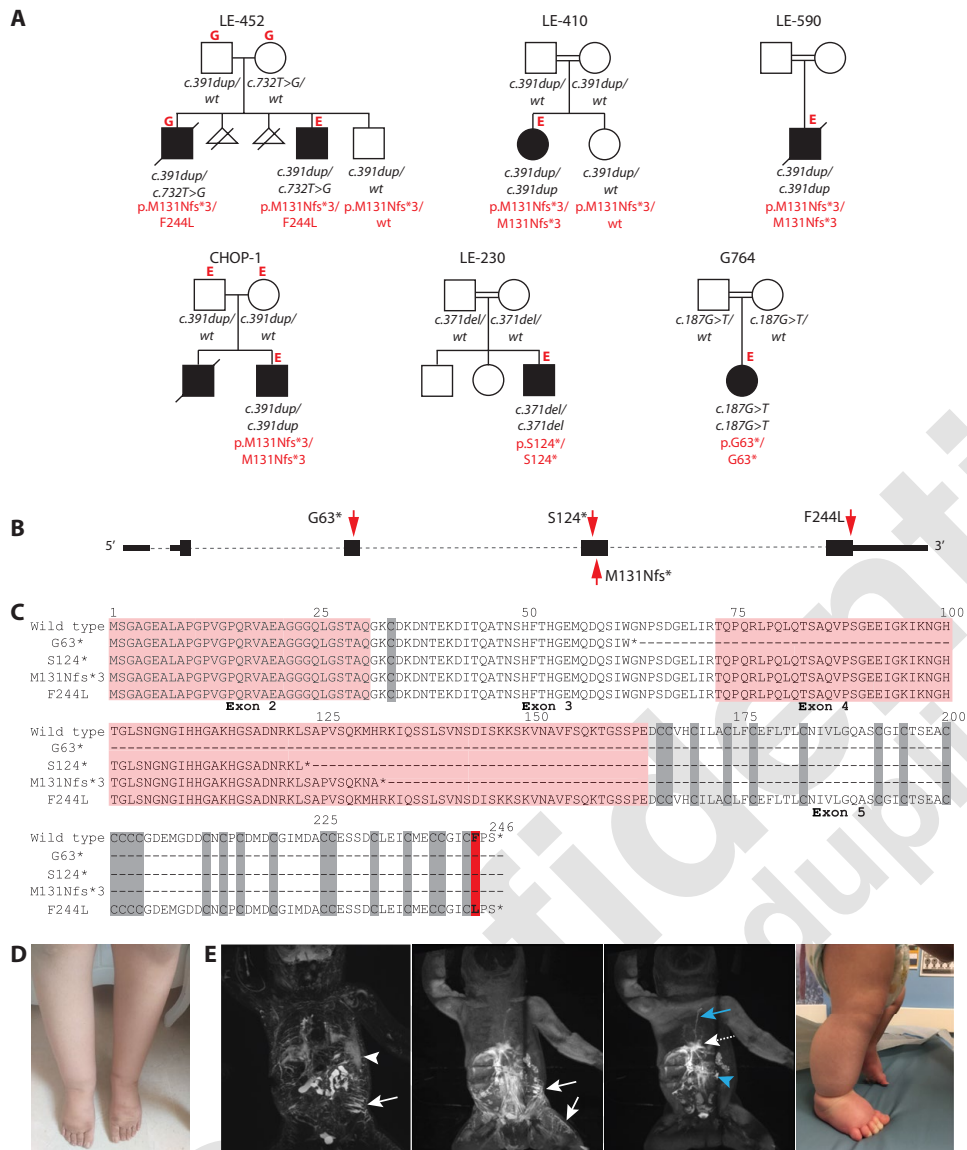 A
LE-452
LE-410
LE-590
G G
c.391dup/ c.732T>G/ c.391dup/ c.391dup/
wt wt wt wt
G E E E
c.391dup/ c.391dup/ c.391dup/ c.391dup/ c.391dup/ c.391dup/
c.732T>G c.732T>G wt c.391dup wt c.391dup
p.M131Nfs*3/ p.M131Nfs*3/ p.M131Nfs*3/ p.M131Nfs*3/ p.M131Nfs*3/ p.M131Nfs*3/
F244L F244L wt M131Nfs*3 wt M131Nfs*3
CHOP-1
LE-230
G764
E E
c.391dup/ c.391dup/ c.371del/ c.371del/ c.187G>T/ c.187G>T/
wt wt wt wt wt wt
E E E
c.391dup/ c.371del/ c.187G>T
c.391dup c.371del c.187G>T
p.M131Nfs*3/ p.S124*/ p.G63*/
M131Nfs*3 S124* G63*
B
G63* S124* F244L
5' 3'
M131Nfs*
C
1 25 50 75 100
Wild type MSGAGEALAPGPVGPQRVAEAGGGQLGSTAQGKCDKDNTEKDITQATNSHFTHGEMQDQSIWGNPSDGELIRTQPQRLPQLQTSAQVPSGEEIGKIKNGH
G63* MSGAGEALAPGPVGPQRVAEAGGGQLGSTAQGKCDKDNTEKDITQATNSHFTHGEMQDQSIW*-------------------------------------
S124* MSGAGEALAPGPVGPQRVAEAGGGQLGSTAQGKCDKDNTEKDITQATNSHFTHGEMQDQSIWGNPSDGELIRTQPQRLPQLQTSAQVPSGEEIGKIKNGH
M131Nfs*3 MSGAGEALAPGPVGPQRVAEAGGGQLGSTAQGKCDKDNTEKDITQATNSHFTHGEMQDQSIWGNPSDGELIRTQPQRLPQLQTSAQVPSGEEIGKIKNGH
F244L MSGAGEALAPGPVGPQRVAEAGGGQLGSTAQGKCDKDNTEKDITQATNSHFTHGEMQDQSIWGNPSDGELIRTQPQRLPQLQTSAQVPSGEEIGKIKNGH
Exon 2 Exon 3 Exon 4
125 150 175 200
Wild type TGLSNGNGIHHGAKHGSADNRKLSAPVSQKMHRKIQSSLSVNSDISKKSKVNAVFSQKTGSSPEDCCVHCILACLFCEFLTLCNIVLGQASCGICTSEAC
G63* ----------------------------------------------------------------------------------------------------
S124* TGLSNGNGIHHGAKHGSADNRKL*----------------------------------------------------------------------------
M131Nfs*3 TGLSNGNGIHHGAKHGSADNRKLSAPVSQKNA*-------------------------------------------------------------------
F244L TGLSNGNGIHHGAKHGSADNRKLSAPVSQKMHRKIQSSLSVNSDISKKSKVNAVFSQKTGSSPEDCCVHCILACLFCEFLTLCNIVLGQASCGICTSEAC
Exon 5
225 246
Wild type CCCCGDEMGDDCNCPCDMDCGIMDACCESSDCLEICMECCGICFPS*
G63* -----------------------------------------------
S124* -----------------------------------------------
M131Nfs*3 -----------------------------------------------
F244L CCCCGDEMGDDCNCPCDMDCGIMDACCESSDCLEICMECCGICLPS*
D
E